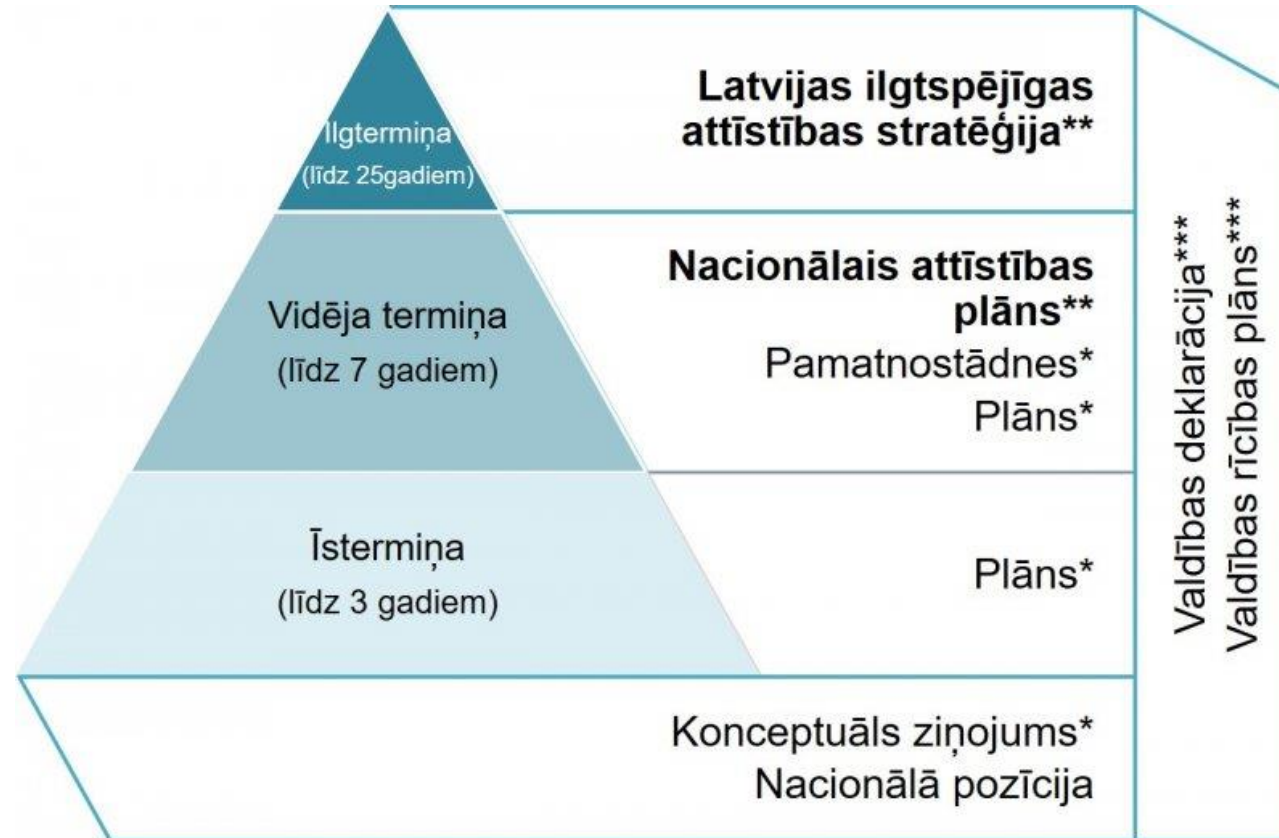 Ilgtermiņa
(līdz 25gadiem)
Latvijas ilgtspējīgas
attīstības stratēģija**
Vidēja termiņa
(līdz 7 gadiem)
Nacionālais attīstības
plāns**
Pamatnostādnes*
Plāns*
Īstermiņa
(līdz 3 gadiem)
Plāns*
Konceptuāls ziņojums*
Nacionālā pozīcija
Valdības deklarācija***
Valdības rīcības plāns***